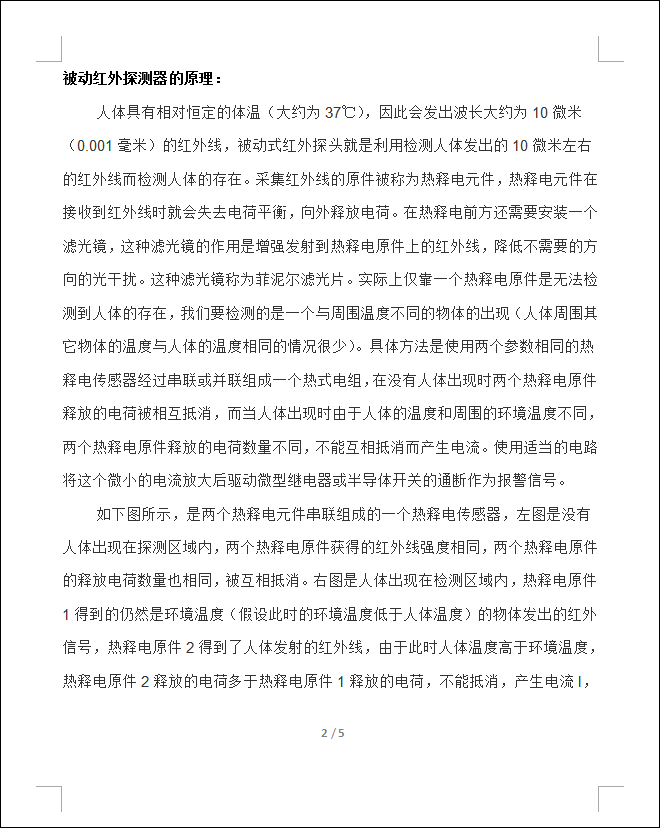 被动红外探测器的原理：
人体具有相对恒定的体温（大约为 37℃），因此会发出波长大约为 10 微米
（0.001 毫米）的红外线，被动式红外探头就是利用检测人体发出的 10 微米左右
的红外线而检测人体的存在。采集红外线的原件被称为热释电元件，热释电元件在
接收到红外线时就会失去电荷平衡，向外释放电荷。在热释电前方还需要安装一个
滤光镜，这种滤光镜的作用是增强发射到热释电原件上的红外线，降低不需要的方
向的光干扰。这种滤光镜称为菲泥尔滤光片。实际上仅靠一个热释电原件是无法检
测到人体的存在，我们要检测的是一个与周围温度不同的物体的出现（人体周围其
它物体的温度与人体的温度相同的情况很少）。具体方法是使用两个参数相同的热
释电传感器经过串联或并联组成一个热式电组，在没有人体出现时两个热释电原件
释放的电荷被相互抵消，而当人体出现时由于人体的温度和周围的环境温度不同，
两个热释电原件释放的电荷数量不同，不能互相抵消而产生电流。使用适当的电路
将这个微小的电流放大后驱动微型继电器或半导体开关的通断作为报警信号。
如下图所示，是两个热释电元件串联组成的一个热释电传感器，左图是没有
人体出现在探测区域内，两个热释电原件获得的红外线强度相同，两个热释电原件
的释放电荷数量也相同，被互相抵消。右图是人体出现在检测区域内，热释电原件
1 得到的仍然是环境温度（假设此时的环境温度低于人体温度）的物体发出的红外
信号，热释电原件 2 得到了人体发射的红外线，由于此时人体温度高于环境温度，
热释电原件 2 释放的电荷多于热释电原件 1 释放的电荷，不能抵消，产生电流 I，
2 / 5